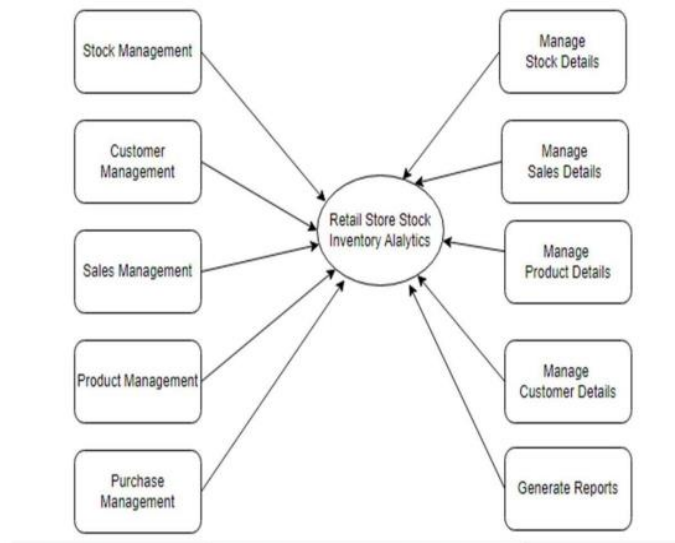 Stock Management
Customer
Management
Sales Management
Product Management
Purchase
Management
Retail Store Stock
Inventory Alalytics
Manage
Stock Details
Manage
Sales Details
Manage
Product Details
Manage
Customer Details
Generate Reports